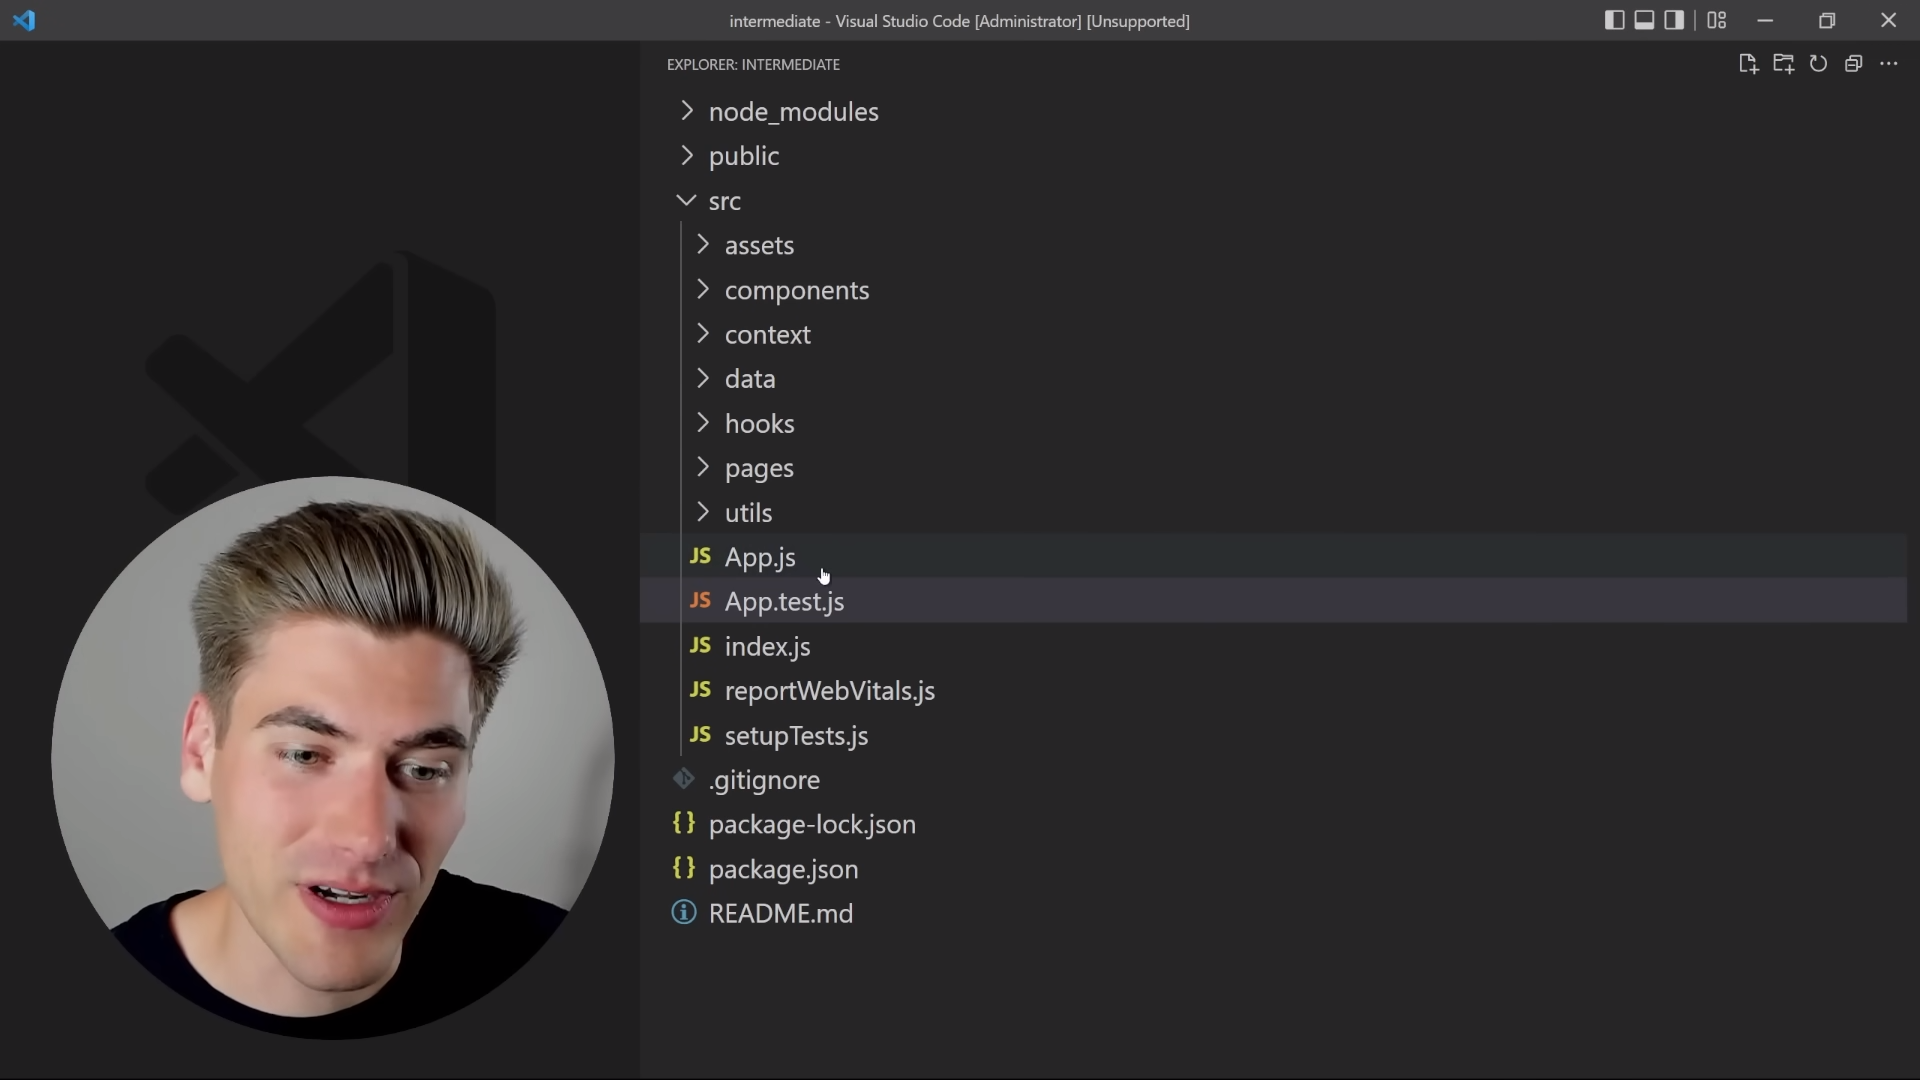 intermediate - Visual Studio Code [Administrator] [Unsupported]
EXPLORER: INTERMEDIATE
node_modules
public
src
assets
components
context
data
hooks
pages
utils
JS App.js
JS App.test.js
JS index.js
JS reportWebVitals.js
JS setupTests.js
.gitignore
{} package-lock.json
{} package.json
README.md